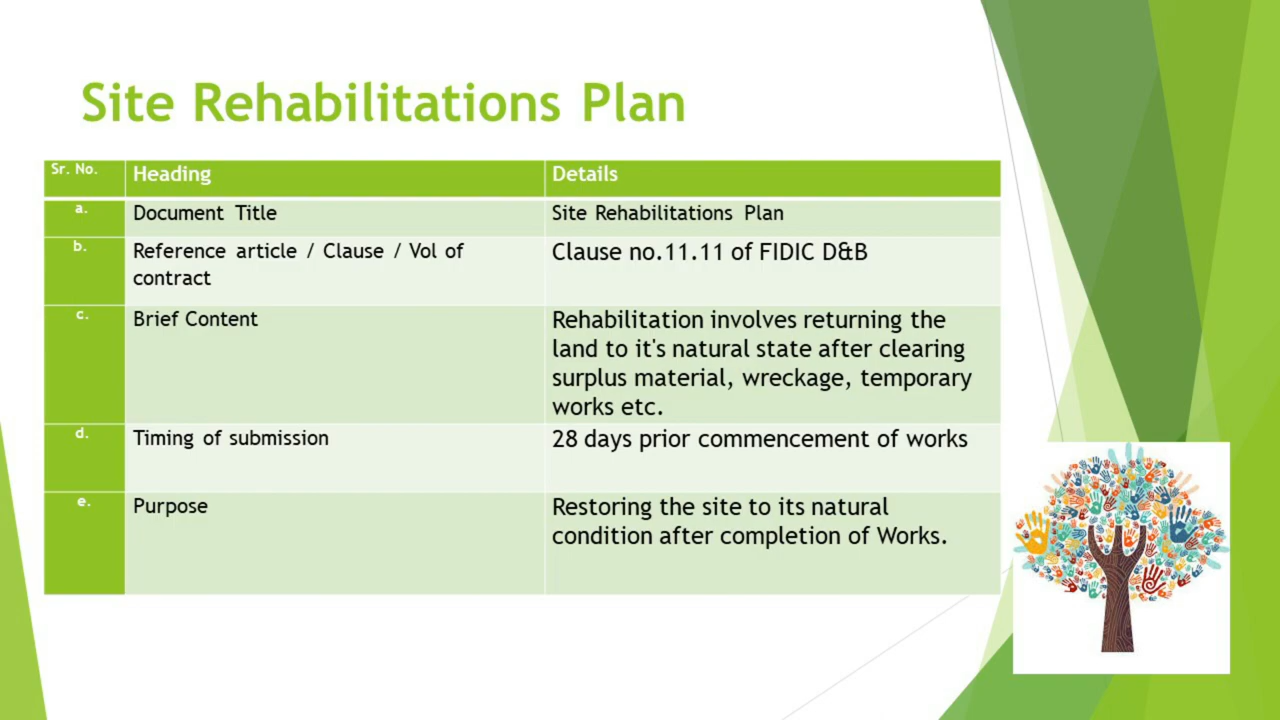 Site Rehabilitations Plan
Sr. No. Heading Details
a. Document Title Site Rehabilitations Plan
b. Reference article / Clause / Vol of Clause no.11.11 of FIDIC D&B
contract
c. Brief Content Rehabilitation involves returning the
land to it's natural state after clearing
surplus material, wreckage, temporary
works etc.
d. Timing of submission 28 days prior commencement of works
e. Purpose Restoring the site to its natural
condition after completion of Works.